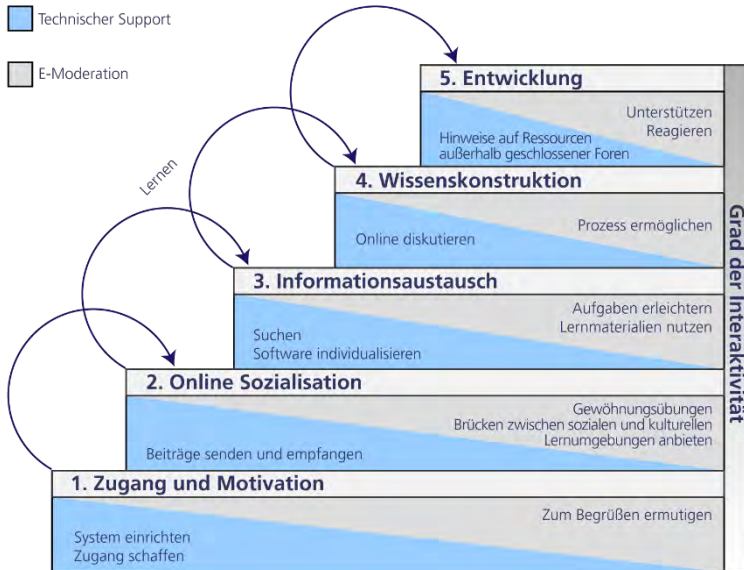 Technischer Support
E-Moderation
Lernen
5. Entwicklung
Unterstützen
Reagieren
Hinweise auf Ressourcen
außerhalb geschlossener Foren
4. Wissenskonstruktion
Prozess ermöglichen
Online diskutieren
3. Informationsaustausch
Aufgaben erleichtern
Lernmaterialien nutzen
Suchen
Software individualisieren
2. Online Sozialisation
Gewöhnungsübungen
Brücken zwischen sozialen und kulturellen
Lernumgebungen anbieten
Beiträge senden und empfangen
1. Zugang und Motivation
Zum Begrüßen ermutigen
System einrichten
Zugang schaffen
Grad der Interaktivität